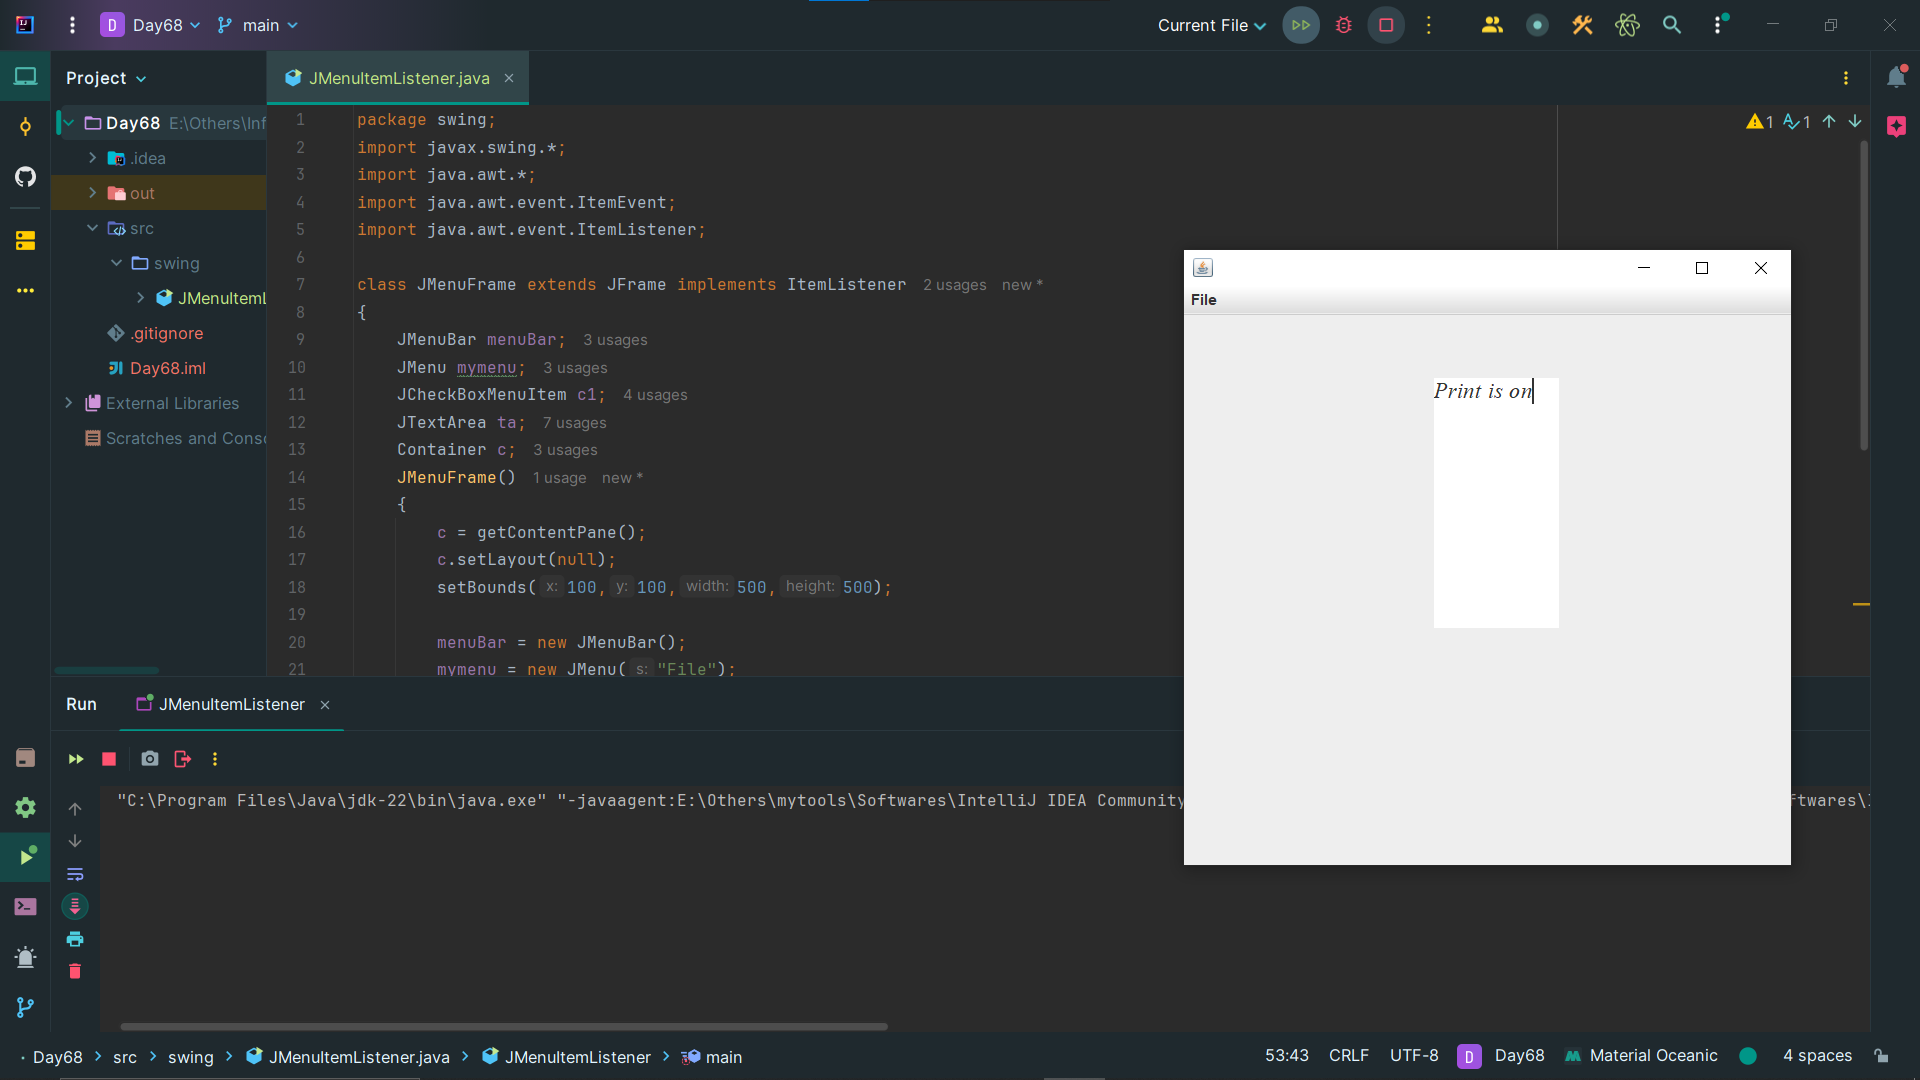 D Day68 main Current File
Project
JMenuItemListener.java
Day68 E:\Others\Inf
.idea
out
src
swing
JMenuItemL
.gitignore
Day68.iml
External Libraries
Scratches and Conso
1 package swing;
2 import javax.swing.*;
3 import java.awt.*;
4 import java.awt.event.ItemEvent;
5 import java.awt.event.ItemListener;
6
7 class JMenuFrame extends JFrame implements ItemListener 2 usages new *
8 {
9 JMenuBar menuBar; 3 usages
10 JMenu mymenu; 3 usages
11 JCheckBoxMenuItem c1; 4 usages
12 JTextArea ta; 7 usages
13 Container c; 3 usages
14 JMenuFrame() 1 usage new *
15 {
16 c = getContentPane();
17 c.setLayout(null);
18 setBounds( x: 100, y: 100, width: 500, height: 500);
19
20 menuBar = new JMenuBar();
21 mymenu = new JMenu( s: "File");
1 1
File
Print is on
Run JMenuItemListener
"C:\Program Files\Java\jdk-22\bin\java.exe" "-javaagent:E:\Others\mytools\Softwares\IntelliJ IDEA Community
ftwares\
Day68 src swing JMenuItemListener.java JMenuItemListener main
53:43 CRLF UTF-8 D Day68 Material Oceanic 4 spaces